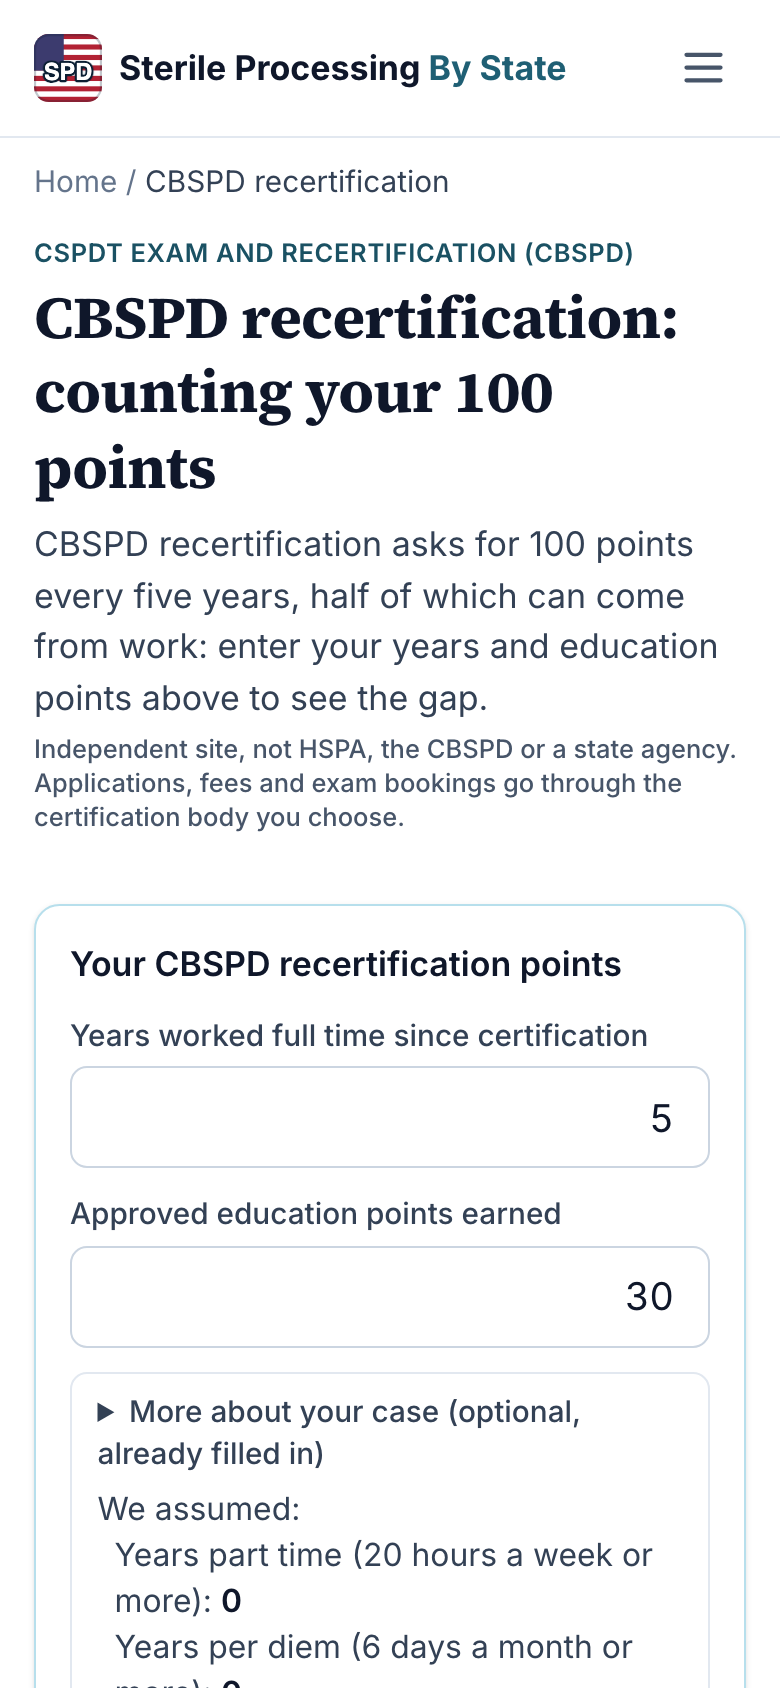 SPD
Sterile Processing By State
Home / CBSPD recertification
CSPDT EXAM AND RECERTIFICATION (CBSPD)
CBSPD recertification:
counting your 100
points
CBSPD recertification asks for 100 points
every five years, half of which can come
from work: enter your years and education
points above to see the gap.
Independent site, not HSPA, the CBSPD or a state agency.
Applications, fees and exam bookings go through the
certification body you choose.
Your CBSPD recertification points
Years worked full time since certification
5
Approved education points earned
30
More about your case (optional,
already filled in)
We assumed:
Years part time (20 hours a week or
more): 0
Years per diem (6 days a month or
more): 0